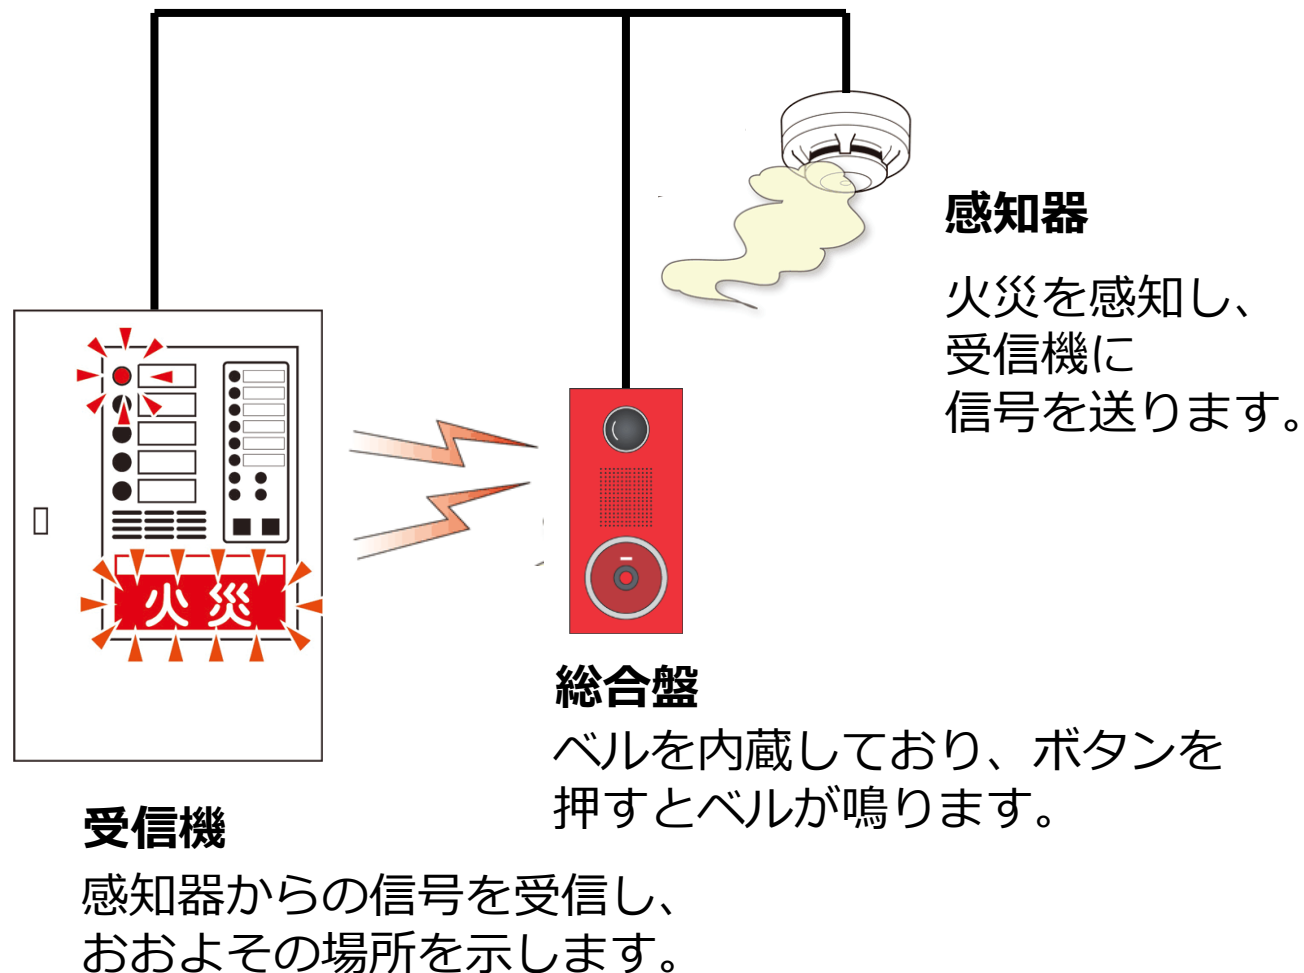 感知器
火災を感知し、
受信機に
信号を送ります。
火災
総合盤
ベルを内蔵しており、ボタンを
押すとベルが鳴ります。
受信機
感知器からの信号を受信し、
おおよその場所を示します。